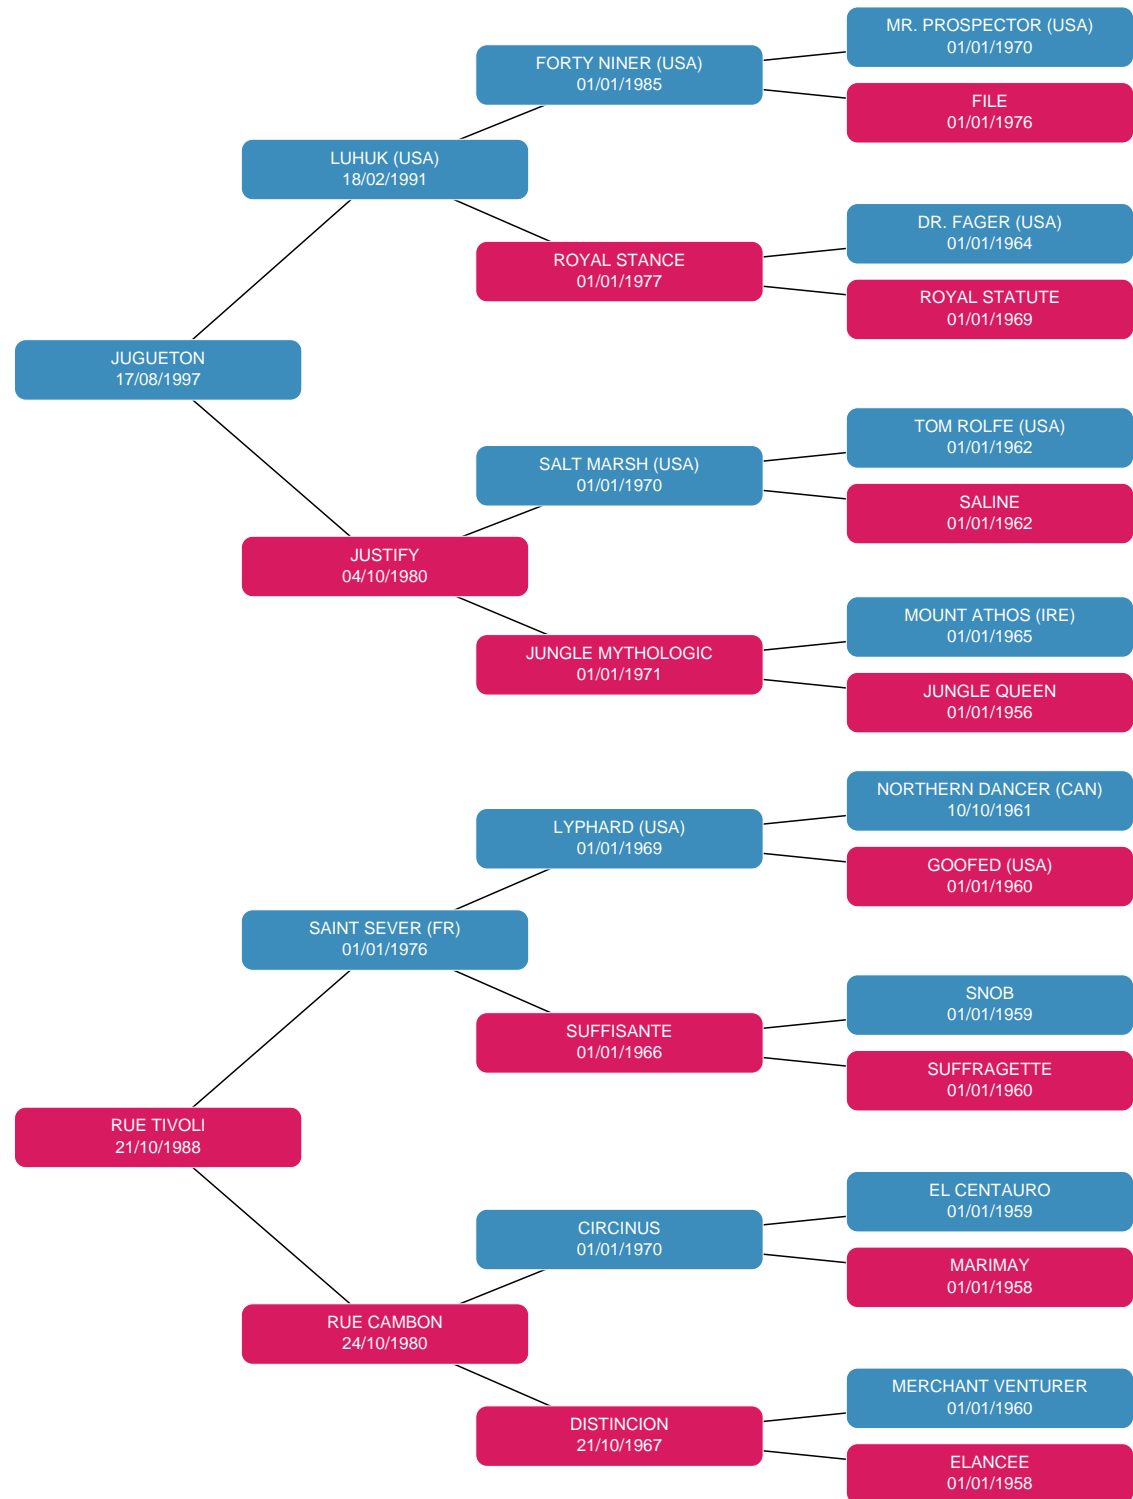 MR. PROSPECTOR (USA)
01/01/1970
FORTY NINER (USA)
01/01/1985
FILE
01/01/1976
LUHUK (USA)
18/02/1991
DR. FAGER (USA)
01/01/1964
ROYAL STANCE
01/01/1977
ROYAL STATUTE
01/01/1969
JUGUETON
17/08/1997
TOM ROLFE (USA)
01/01/1962
SALT MARSH (USA)
01/01/1970
SALINE
01/01/1962
JUSTIFY
04/10/1980
MOUNT ATHOS (IRE)
01/01/1965
JUNGLE MYTHOLOGIC
01/01/1971
JUNGLE QUEEN
01/01/1956
NORTHERN DANCER (CAN)
10/10/1961
LYPHARD (USA)
01/01/1969
GOOFED (USA)
01/01/1960
SAINT SEVER (FR)
01/01/1976
SNOB
01/01/1959
SUFFISANTE
01/01/1966
SUFFRAGETTE
01/01/1960
RUE TIVOLI
21/10/1988
EL CENTAURO
01/01/1959
CIRCINUS
01/01/1970
MARIMAY
01/01/1958
RUE CAMBON
24/10/1980
MERCHANT VENTURER
01/01/1960
DISTINCION
21/10/1967
ELANCEE
01/01/1958